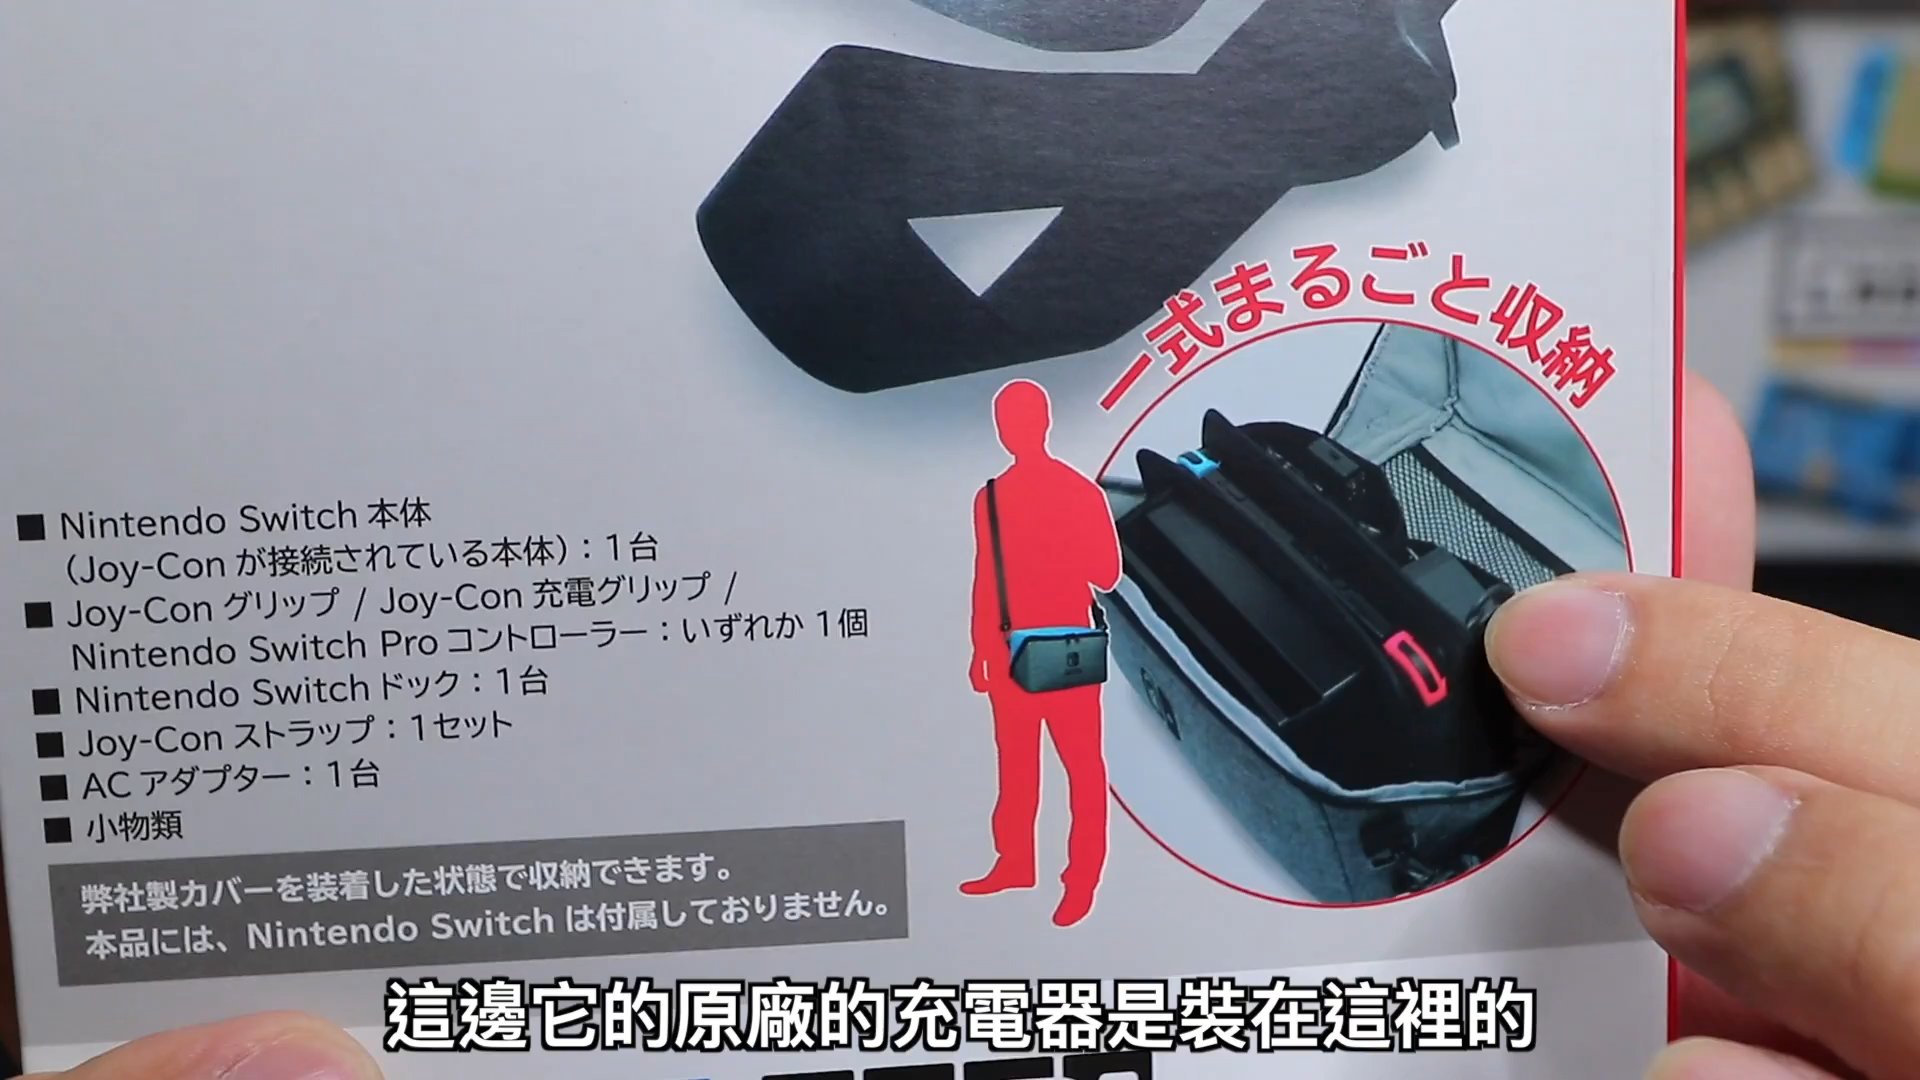 一式まるごと収納
■ Nintendo Switch 本体
（Joy-Con が接続されている本体）：1台
■ Joy-Con グリップ / Joy-Con 充電グリップ /
Nintendo Switch Pro コントローラー：いずれか 1個
■ Nintendo Switch ドック：1台
■ Joy-Con ストラップ：1セット
■ AC アダプター：1台
■ 小物類
弊社製カバーを装着した状態で収納できます。
本品には、Nintendo Switch は付属しておりません。
這邊它的原廠的充電器是裝在這裡的